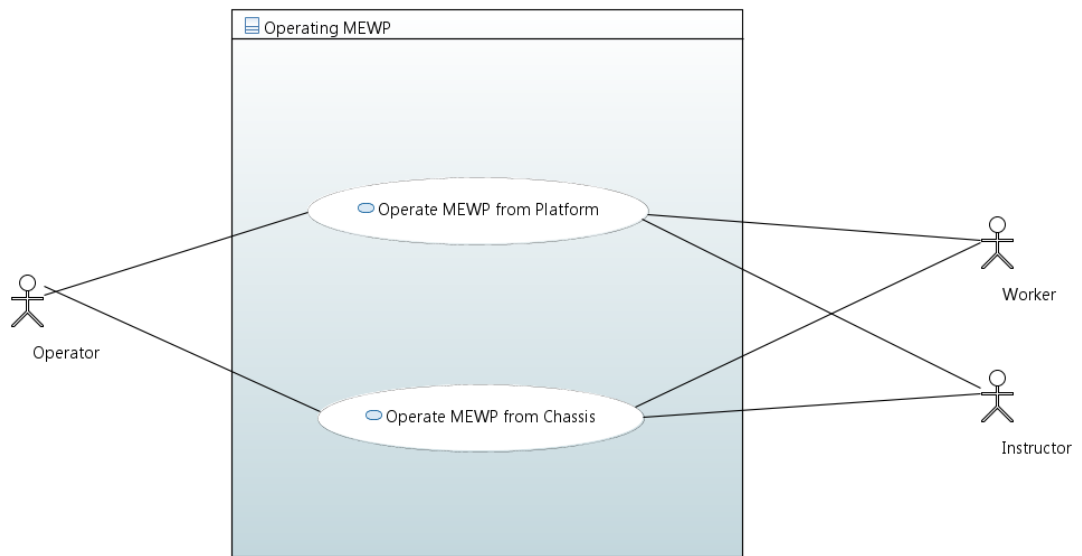 Operating MEWP
Operate MEWP from Platform
Worker
Operator
Operate MEWP from Chassis
Instructor